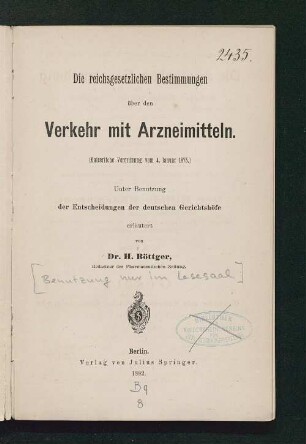 2435.
Die reichsgesetzlichen Bestimmungen
über den
Verkehr mit Arzneimitteln.
(Kaiserliche Verordnung vom 4. Januar 1875.)
Unter Benutzung
der Entscheidungen der deutschen Gerichtshöfe
erläutert
von
Dr. H. Böttger,
Redacteur der Pharmaceutischen Zeitung.
[Benutzung nur im Lesesaal]
Berlin.
Verlag von Julius Springer.
1882.
Bq
8